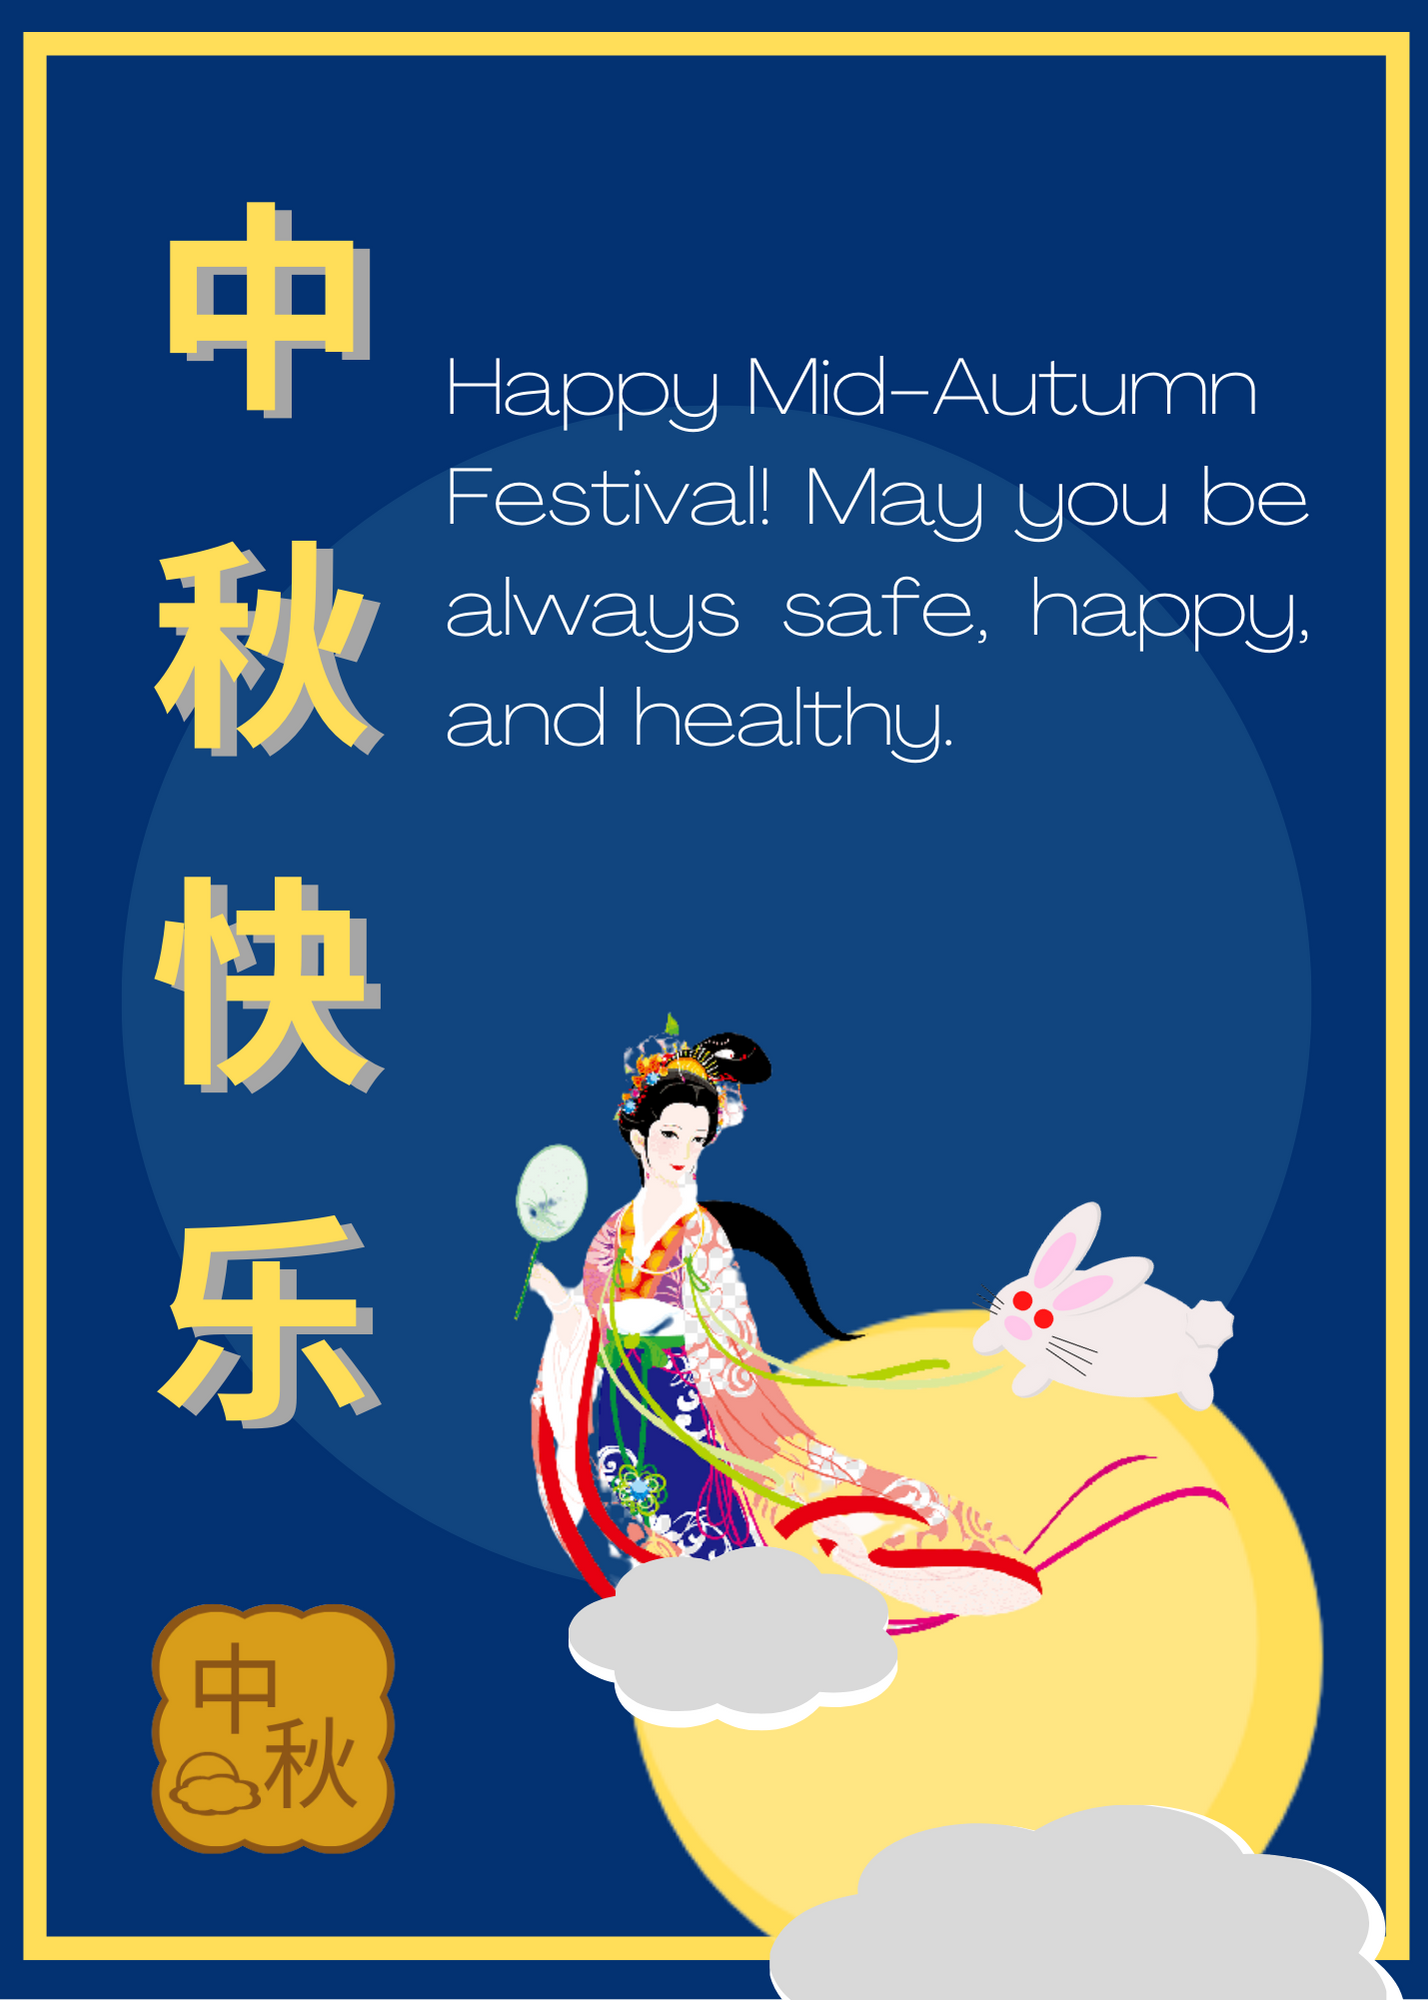 中秋快乐
Happy Mid-Autumn
Festival! May you be
always safe, happy,
and healthy.
中
秋